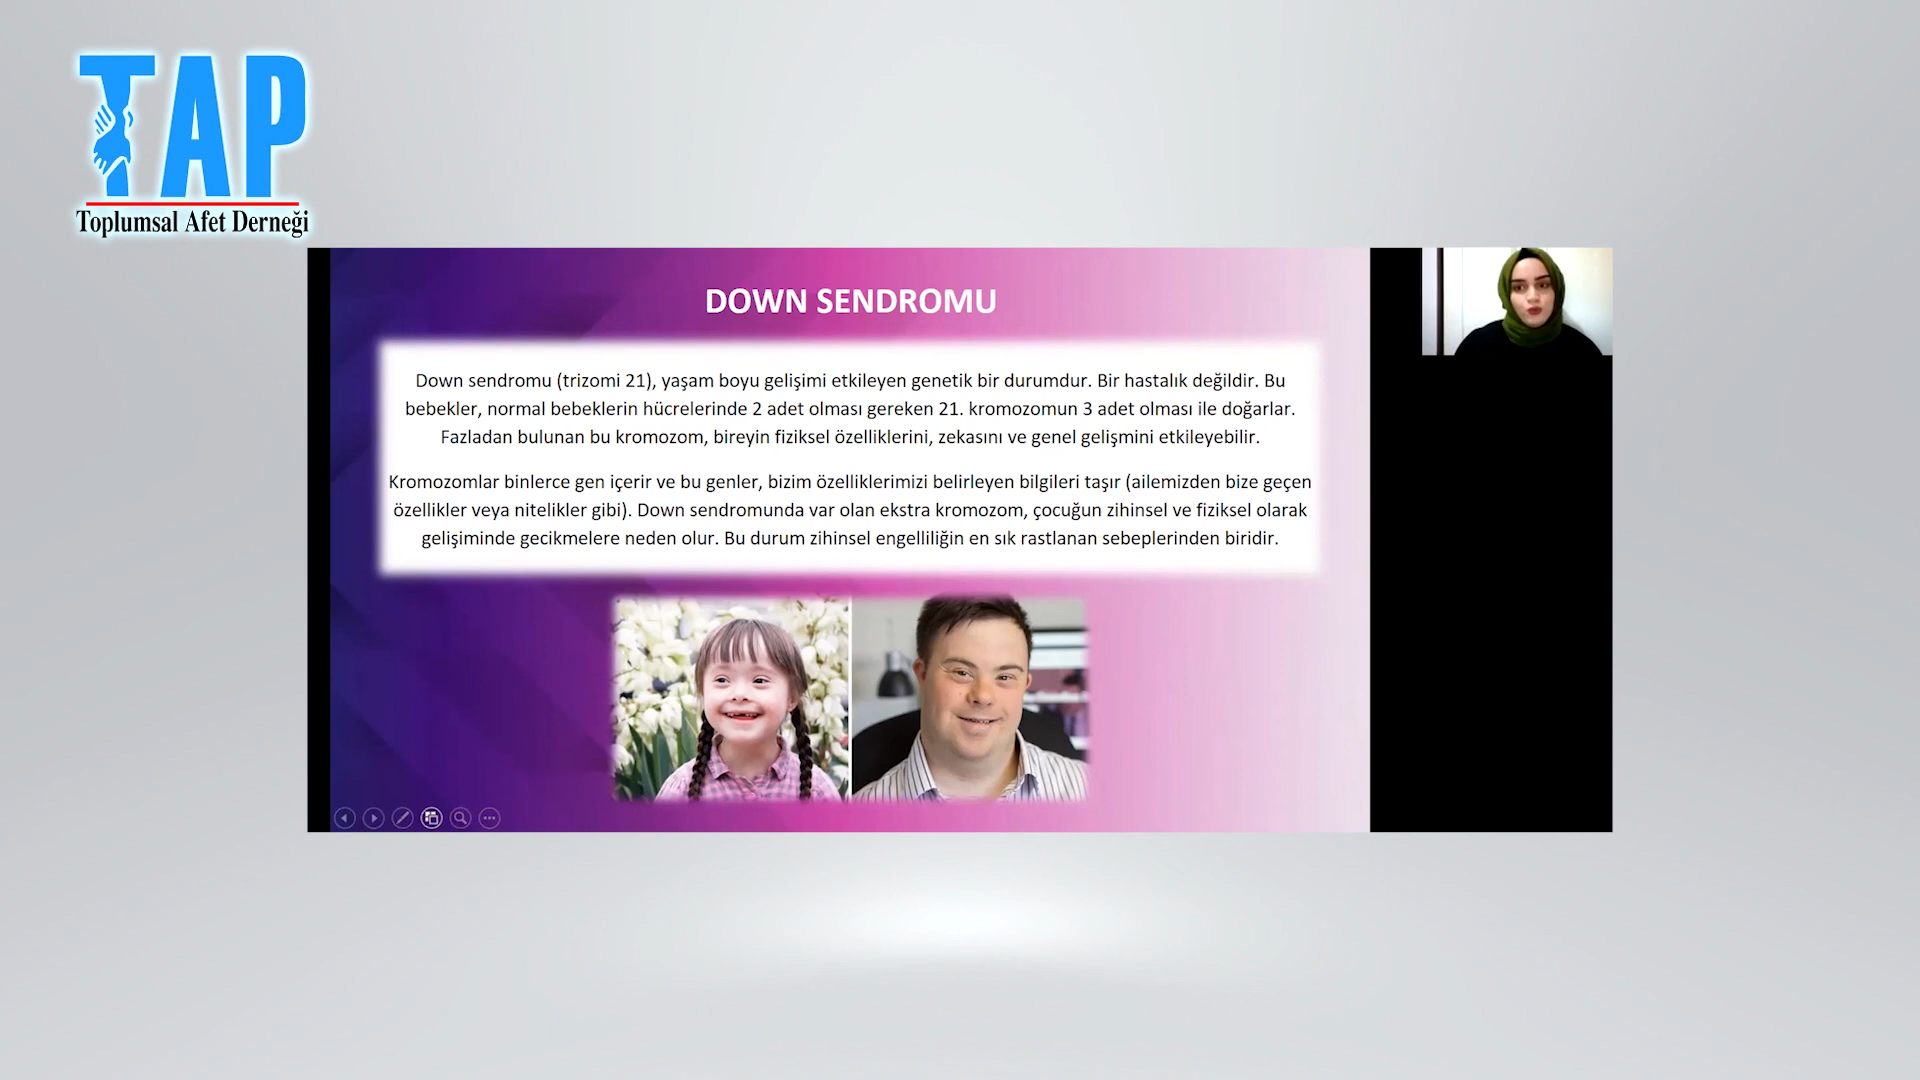 TAP
Toplumsal Afet Derneği
DOWN SENDROMU
Down sendromu (trizomi 21), yaşam boyu gelişimi etkileyen genetik bir durumdur. Bir hastalık değildir. Bu
bebekler, normal bebeklerin hücrelerinde 2 adet olması gereken 21. kromozomun 3 adet olması ile doğarlar.
Fazladan bulunan bu kromozom, bireyin fiziksel özelliklerini, zekasını ve genel gelişmini etkileyebilir.
Kromozomlar binlerce gen içerir ve bu genler, bizim özelliklerimizi belirleyen bilgileri taşır (ailemizden bize geçen
özellikler veya nitelikler gibi). Down sendromunda var olan ekstra kromozom, çocuğun zihinsel ve fiziksel olarak
gelişiminde gecikmelere neden olur. Bu durum zihinsel engelliliğin en sık rastlanan sebeplerinden biridir.